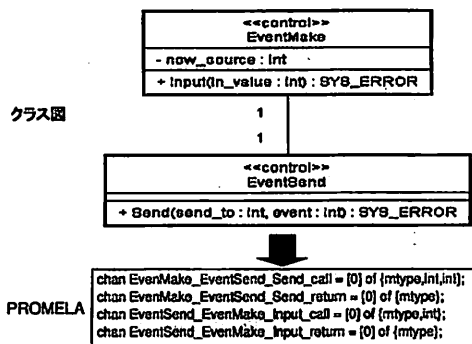 <<control>>
EventMake
- now_source : int
+ Input(in_value : int) : SYS_ERROR
クラス図
1
1
<<control>>
EventSend
+ Send(send_to : int, event : int) : SYS_ERROR
PROMELA
chan EvenMake_EventSend_Send_call = [0] of {mtype,int,int};
chan EvenMake_EventSend_Send_return = [0] of {mtype};
chan EventSend_EvenMake_Input_call = [0] of {mtype,int};
chan EventSend_EvenMake_Input_return = [0] of {mtype};